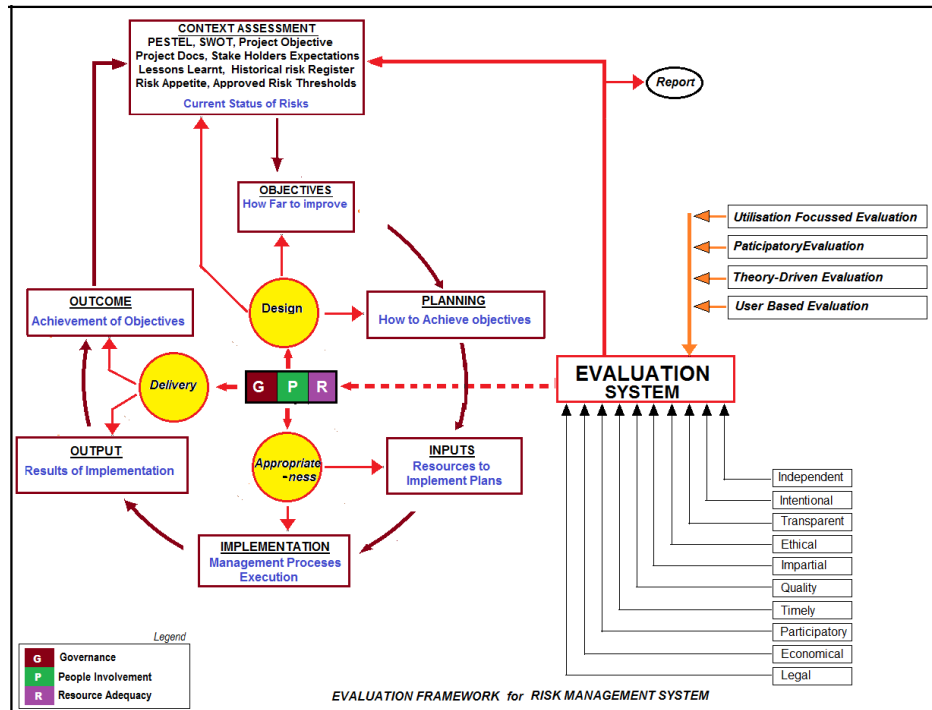 CONTEXT ASSESSMENT
PESTEL, SWOT, Project Objective
Project Docs, Stake Holders Expectations
Lessons Learnt, Historical risk Register
Risk Appetite, Approved Risk Thresholds
Current Status of Risks
Report
OBJECTIVES
How Far to improve
Utilisation Focussed Evaluation
PaticipatoryEvaluation
Theory-Driven Evaluation
User Based Evaluation
OUTCOME
Achievement of Objectives
Design
PLANNING
How to Achieve objectives
Delivery
G P R
EVALUATION
SYSTEM
OUTPUT
Results of Implementation
Appropriate
-ness
INPUTS
Resources to
Implement Plans
IMPLEMENTATION
Management Proceses
Execution
Independent
Intentional
Transparent
Ethical
Impartial
Quality
Timely
Participatory
Economical
Legal
Legend
G Governance
P People Involvement
R Resource Adequacy
EVALUATION FRAMEWORK for RISK MANAGEMENT SYSTEM